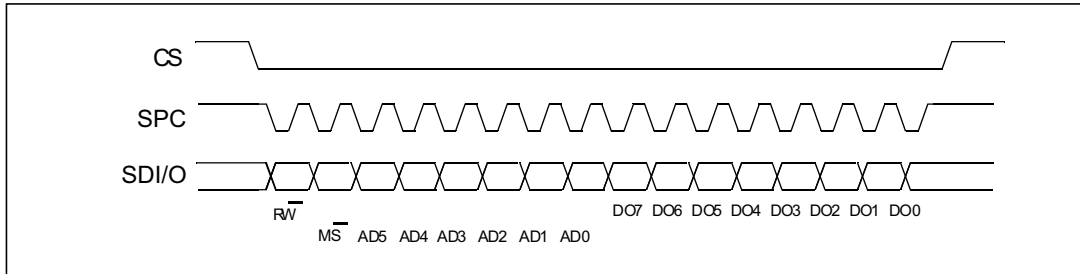 CS
SPC
SDI/O
RW
DO7 DO6 DO5 DO4 DO3 DO2 DO1 DO0
MS AD5 AD4 AD3 AD2 AD1 AD0